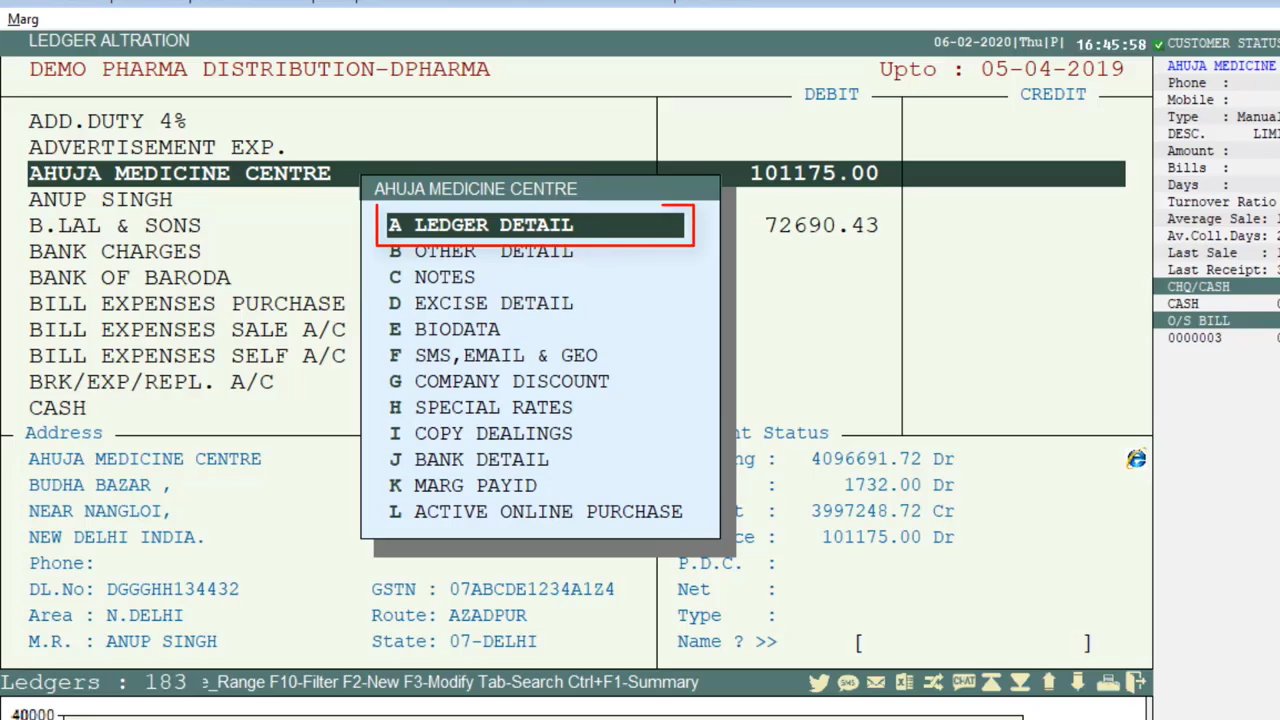 Marg
LEDGER ALTRATION
06-02-2020|Thu|P| 16:45:58
DEMO PHARMA DISTRIBUTION-DPHARMA
Upto : 05-04-2019
DEBIT CREDIT
ADD.DUTY 4%
ADVERTISEMENT EXP.
AHUJA MEDICINE CENTRE 101175.00
ANUP SINGH
B.LAL & SONS 72690.43
BANK CHARGES
BANK OF BARODA
BILL EXPENSES PURCHASE
BILL EXPENSES SALE A/C
BILL EXPENSES SELF A/C
BRK/EXP/REPL. A/C
CASH
AHUJA MEDICINE CENTRE
A LEDGER DETAIL
B OTHER DETAIL
C NOTES
D EXCISE DETAIL
E BIODATA
F SMS,EMAIL & GEO
G COMPANY DISCOUNT
H SPECIAL RATES
I COPY DEALINGS
J BANK DETAIL
K MARG PAYID
L ACTIVE ONLINE PURCHASE
Address
AHUJA MEDICINE CENTRE
BUDHA BAZAR ,
NEAR NANGLOI,
NEW DELHI INDIA.
Phone:
DL.No: DGGGHH134432 GSTN : 07ABCDE1234A1Z4
Area : N.DELHI Route: AZADPUR
M.R. : ANUP SINGH State: 07-DELHI
Status
: 4096691.72 Dr
: 1732.00 Dr
: 3997248.72 Cr
: 101175.00 Dr
P.D.C. :
Net :
Type :
Name ? >> [ ]
CUSTOMER STATUS
AHUJA MEDICINE
Phone :
Mobile :
Type : Manual
DESC.
Amount :
Bills :
Days :
Turnover Ratio
Average Sale:
Av.Coll.Days:
Last Sale :
Last Receipt:
CHQ/CASH
CASH
O/S BILL
0000003
Ledgers : 183 e_Range F10-Filter F2-New F3-Modify Tab-Search Ctrl+F1-Summary
SMS
CHAT
40000